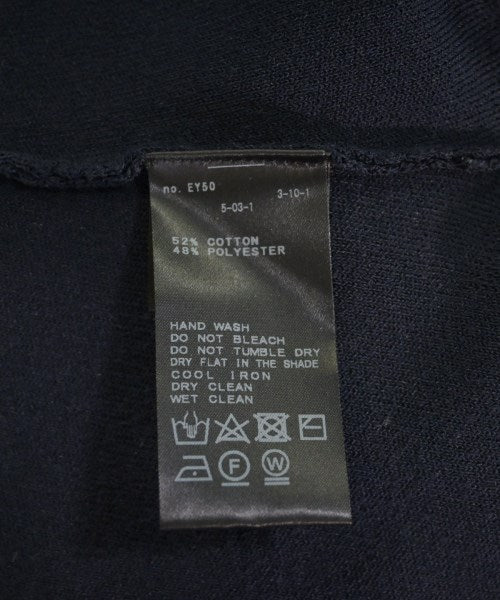 no. EY50
3-10-1
5-03-1
52% COTTON
48% POLYESTER
HAND WASH
DO NOT BLEACH
DO NOT TUMBLE DRY
DRY FLAT IN THE SHADE
COOL IRON
DRY CLEAN
WET CLEAN
F W